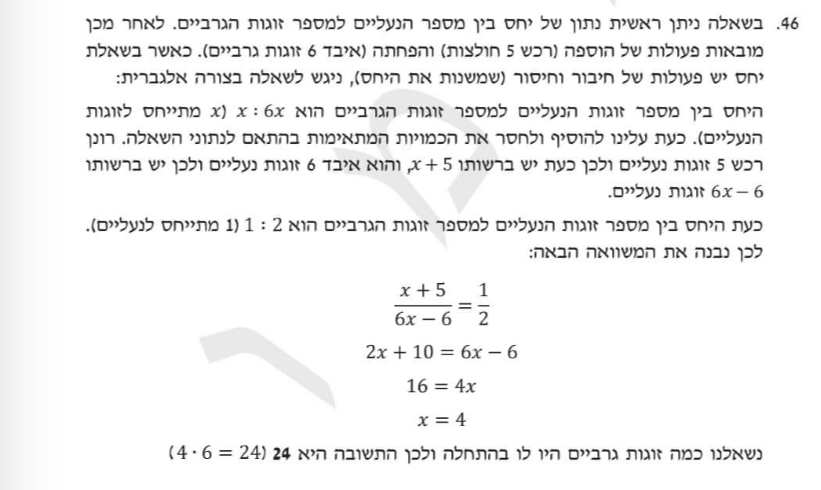 46. בשאלה ניתן ראשית נתון של יחס בין מספר הנעליים למספר זוגות הגרביים. לאחר מכן
מובאות פעולות של הוספה (רכש 5 חולצות) והפחתה (איבד 6 זוגות גרביים). כאשר בשאלת
יחס יש פעולות של חיבור וחיסור (שמשנות את היחס), ניגש לשאלה בצורה אלגברית:
היחס בין מספר זוגות הנעליים למספר זוגות הגרביים הוא x : 6x (x מתייחס לזוגות
הנעליים). כעת עלינו להוסיף ולחסר את הכמויות המתאימות בהתאם לנתוני השאלה. רונן
רכש 5 זוגות נעליים ולכן כעת יש ברשותו x + 5, והוא איבד 6 זוגות נעליים ולכן יש ברשותו
6x − 6 זוגות נעליים.
כעת היחס בין מספר זוגות הנעליים למספר זוגות הגרביים הוא 2 : 1 (1 מתייחס לנעליים).
לכן נבנה את המשוואה הבאה:
(x + 5)/(6x − 6) = 1/2
2x + 10 = 6x − 6
16 = 4x
x = 4
נשאלנו כמה זוגות גרביים היו לו בהתחלה ולכן התשובה היא 24 (4 · 6 = 24)